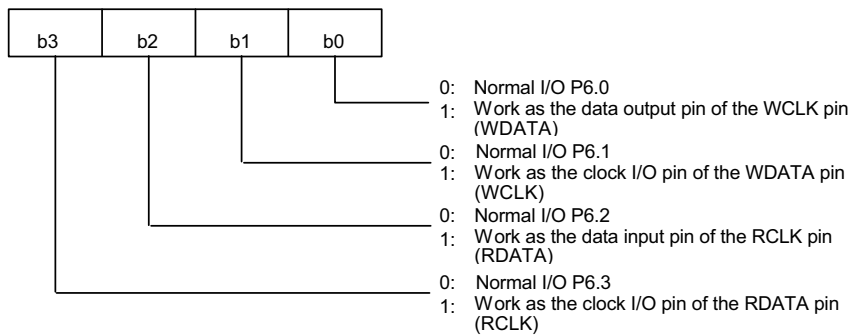 b3 b2 b1 b0
0: Normal I/O P6.0
1: Work as the data output pin of the WCLK pin
(WDATA)
0: Normal I/O P6.1
1: Work as the clock I/O pin of the WDATA pin
(WCLK)
0: Normal I/O P6.2
1: Work as the data input pin of the RCLK pin
(RDATA)
0: Normal I/O P6.3
1: Work as the clock I/O pin of the RDATA pin
(RCLK)